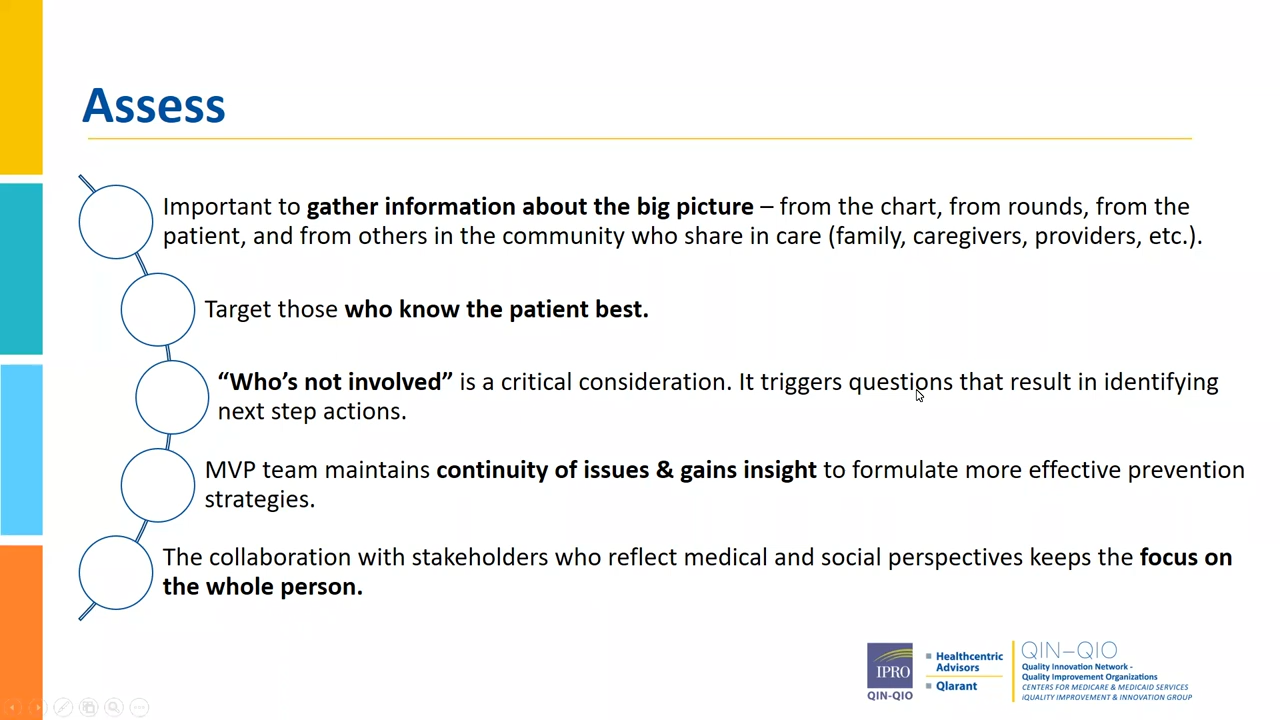 Assess
Important to gather information about the big picture – from the chart, from rounds, from the
patient, and from others in the community who share in care (family, caregivers, providers, etc.).
Target those who know the patient best.
“Who’s not involved” is a critical consideration. It triggers questions that result in identifying
next step actions.
MVP team maintains continuity of issues & gains insight to formulate more effective prevention
strategies.
The collaboration with stakeholders who reflect medical and social perspectives keeps the focus on
the whole person.
IPRO
QIN-QIO
Healthcentric
Advisors
Qlarant
QIN–QIO
Quality Innovation Network -
Quality Improvement Organizations
CENTERS FOR MEDICARE & MEDICAID SERVICES
iQUALITY IMPROVEMENT & INNOVATION GROUP